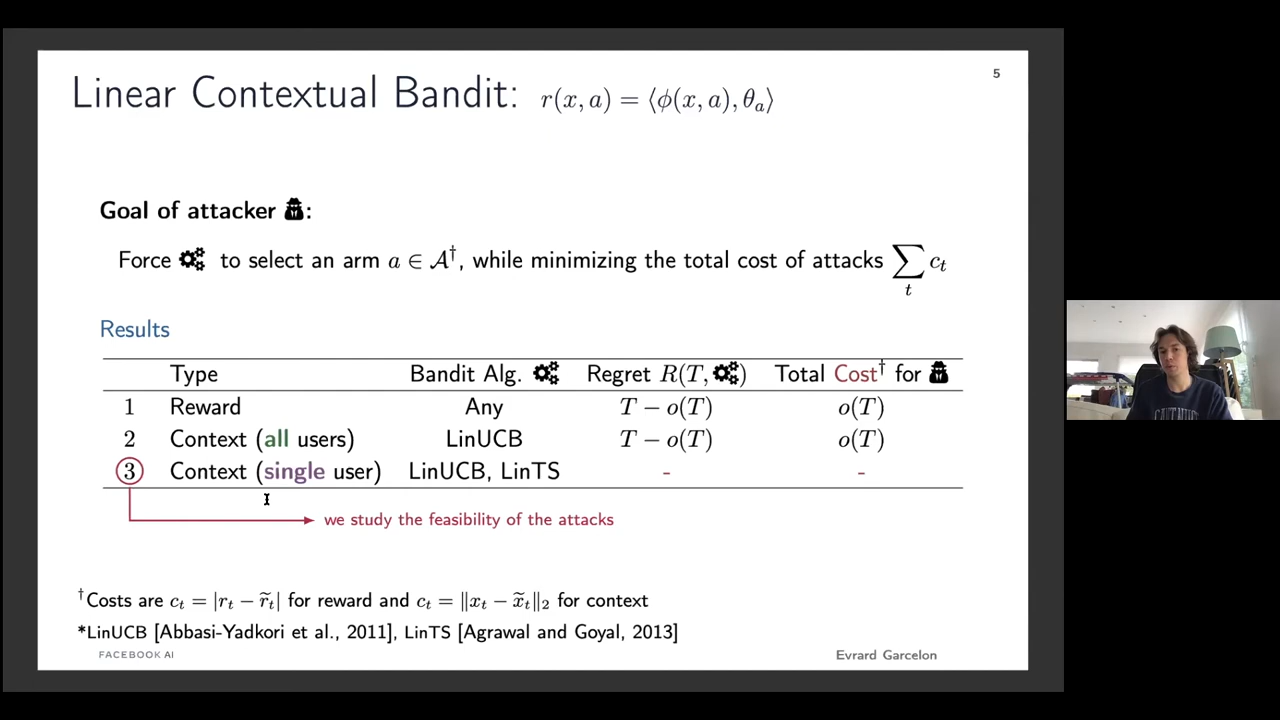 5
Linear Contextual Bandit: r(x, a) = ⟨ϕ(x, a), θ_a⟩
Goal of attacker :
Force to select an arm a ∈ 𝒜†, while minimizing the total cost of attacks ∑_t c_t
Results
Type Bandit Alg. Regret R(T, ) Total Cost† for
1 Reward Any T − o(T) o(T)
2 Context (all users) LinUCB T − o(T) o(T)
3 Context (single user) LinUCB, LinTS - -
we study the feasibility of the attacks
†Costs are c_t = |r_t − r̃_t| for reward and c_t = ‖x_t − x̃_t‖₂ for context
*LinUCB [Abbasi-Yadkori et al., 2011], LinTS [Agrawal and Goyal, 2013]
FACEBOOK AI
Evrard Garcelon